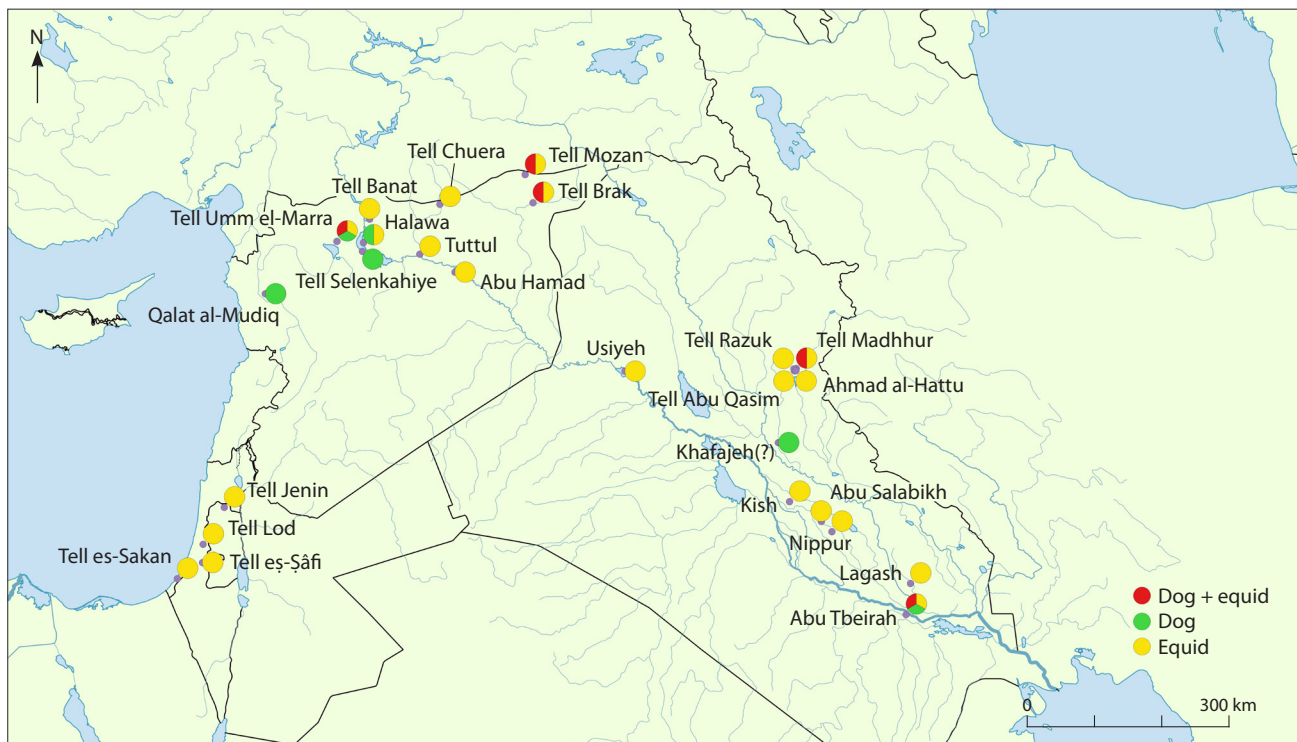 N
Tell Chuera
Tell Mozan
Tell Banat
Tell Brak
Tell Umm el-Marra
Halawa
Tuttul
Tell Selenkahiye
Abu Hamad
Qalat al-Mudiq
Usiyeh
Tell Razuk
Tell Madhhur
Tell Abu Qasim
Ahmad al-Hattu
Khafajeh(?)
Tell Jenin
Kish
Abu Salabikh
Tell Lod
Nippur
Tell es-Sakan
Tell eṣ-Ṣâfi
Lagash
Abu Tbeirah
Dog + equid
Dog
Equid
0 300 km